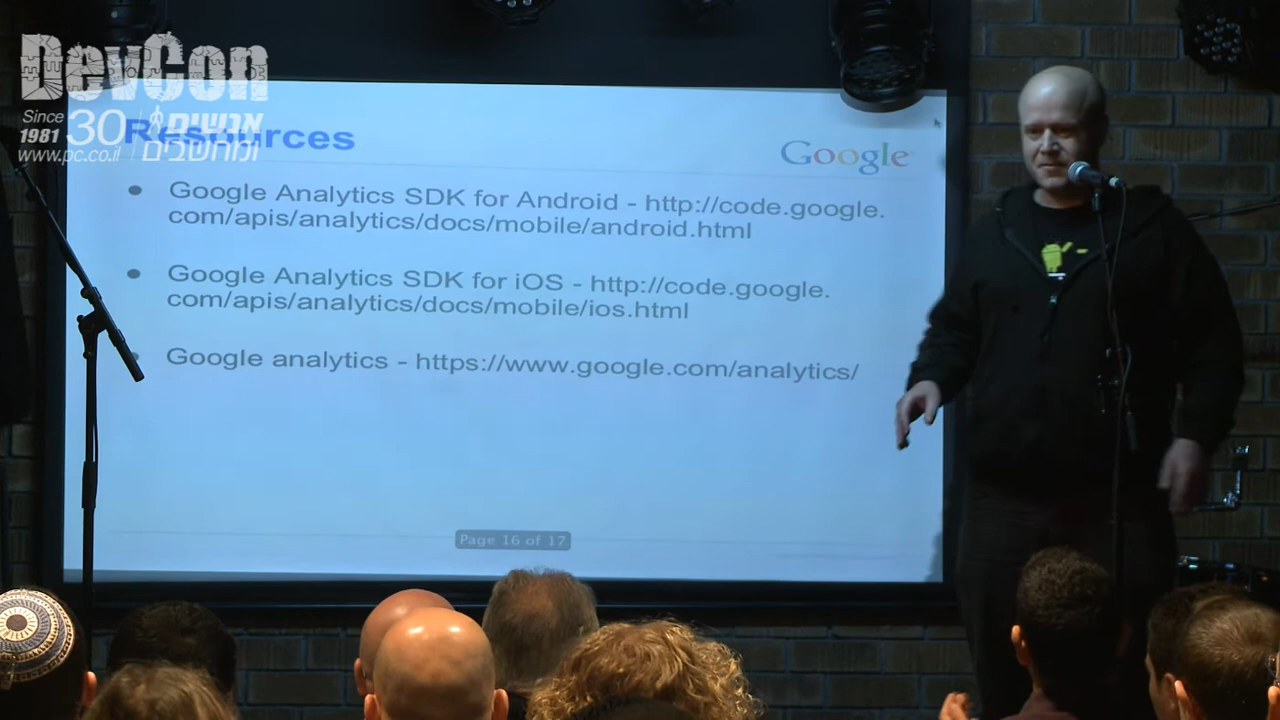 DevCon
Since 1981
30
אנשים ומחשבים
www.pc.co.il
Resources
Google
● Google Analytics SDK for Android - http://code.google.
com/apis/analytics/docs/mobile/android.html
● Google Analytics SDK for iOS - http://code.google.
com/apis/analytics/docs/mobile/ios.html
● Google analytics - https://www.google.com/analytics/
Page 16 of 17